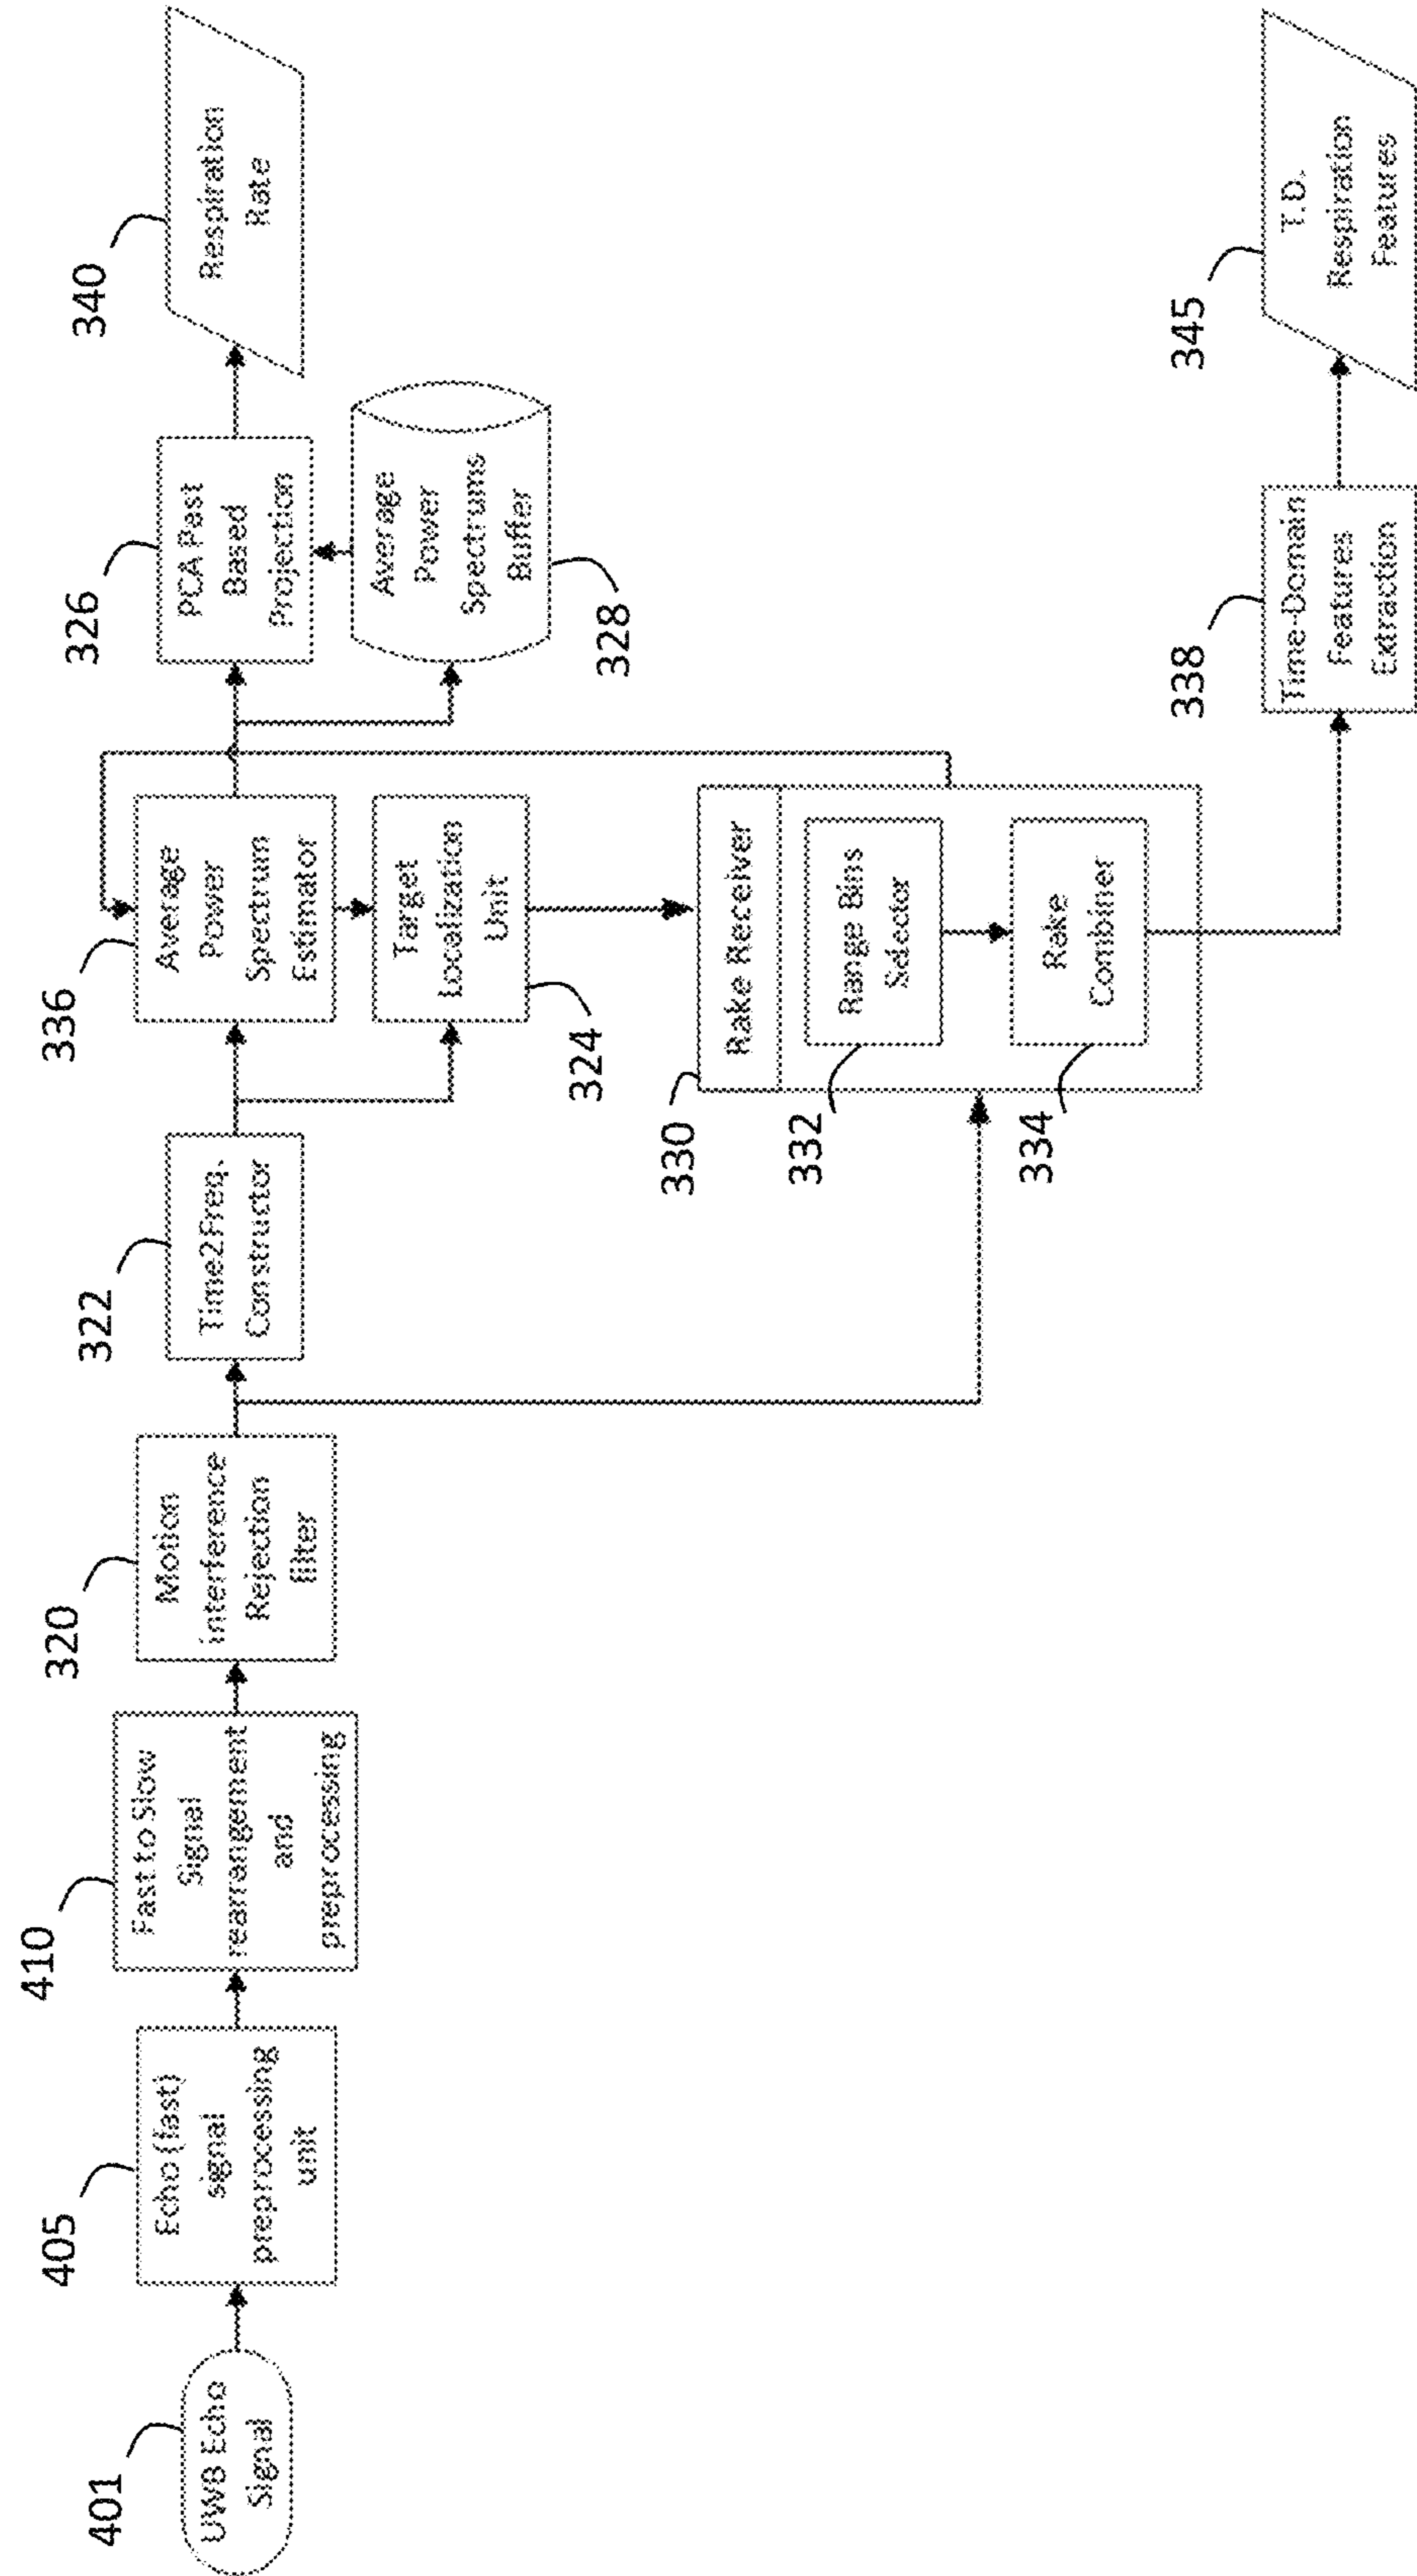 401
UWB Echo
Signal
405
Echo (fast)
signal
preprocessing
unit
410
Fast to Slow
Signal
rearrangement
and
preprocessing
320
Motion
interference
Rejection
filter
322
Time2Freq.
Constructor
336
Average
Power
Spectrum
Estimator
324
Target
Localization
Unit
326
PCA Past
Based
Projection
328
Average
Power
Spectrums
Buffer
340
Respiration
Rate
330
Rake Receiver
332
Range Bins
Selector
334
Rake
Combiner
338
Time-Domain
Features
Extraction
345
T.D.
Respiration
Features